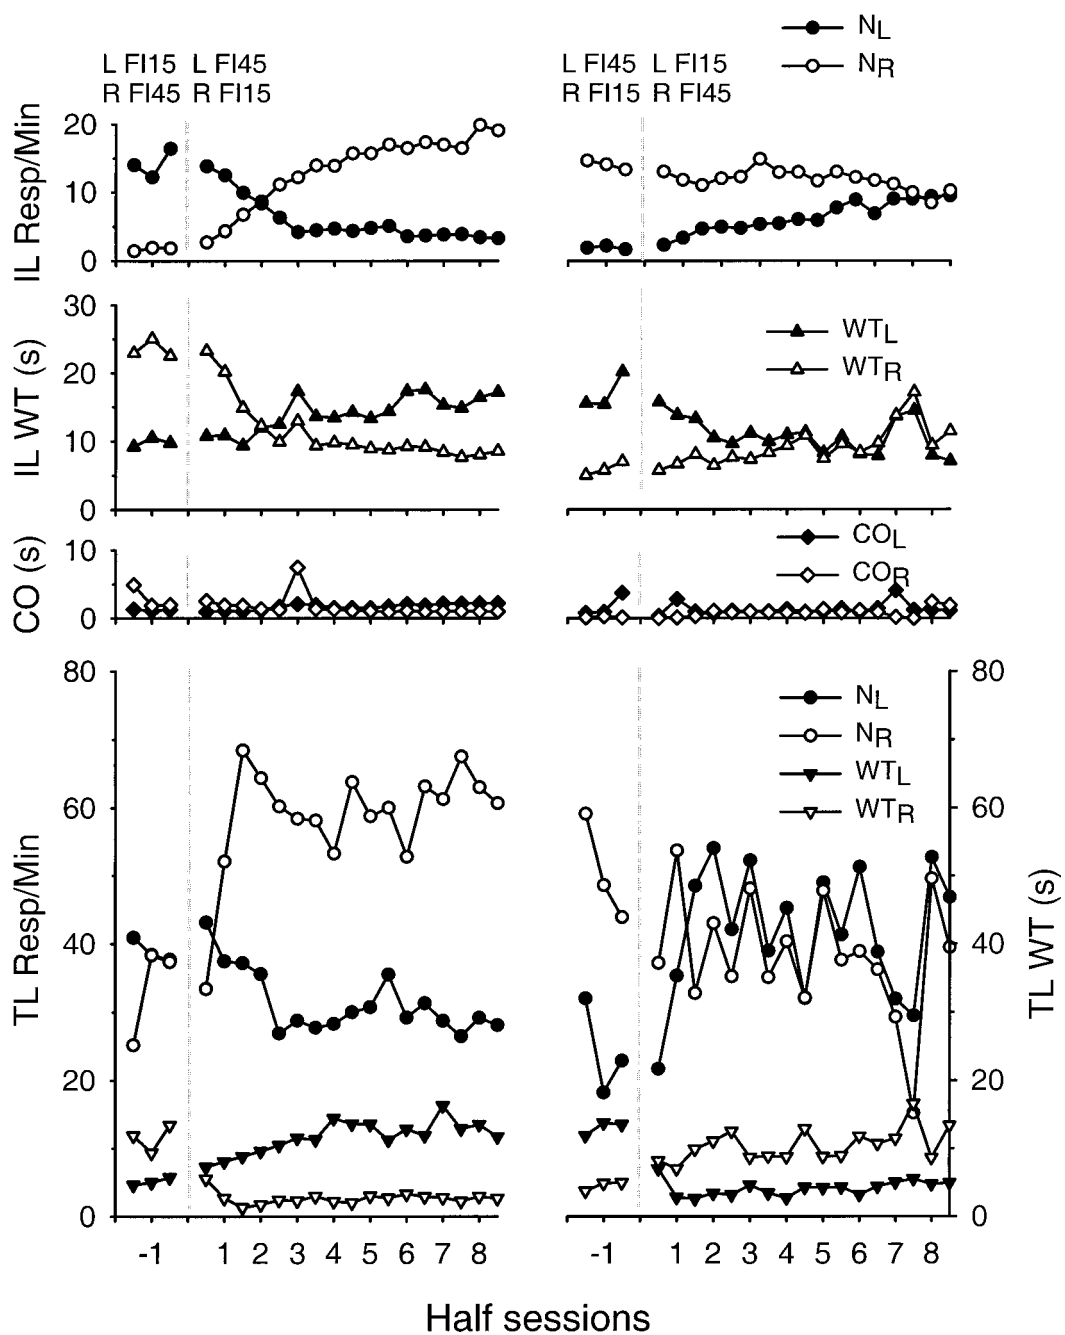 NL
NR
L FI15 L FI45
R FI45 R FI15
L FI45 L FI15
R FI15 R FI45
IL Resp/Min
20
10
0
IL WT (s)
30
20
10
0
WTL
WTR
CO (s)
10
0
COL
COR
TL Resp/Min
80
60
40
20
0
NL
NR
WTL
WTR
80
60
40
20
0
TL WT (s)
-1 1 2 3 4 5 6 7 8
-1 1 2 3 4 5 6 7 8
Half sessions